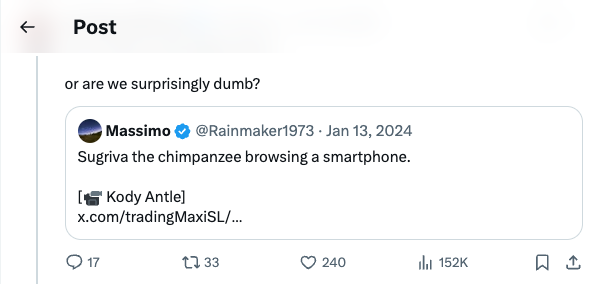 Post
or are we surprisingly dumb?
Massimo @Rainmaker1973 · Jan 13, 2024
Sugriva the chimpanzee browsing a smartphone.
[📹 Kody Antle]
x.com/tradingMaxiSL/...
17 33 240 152K